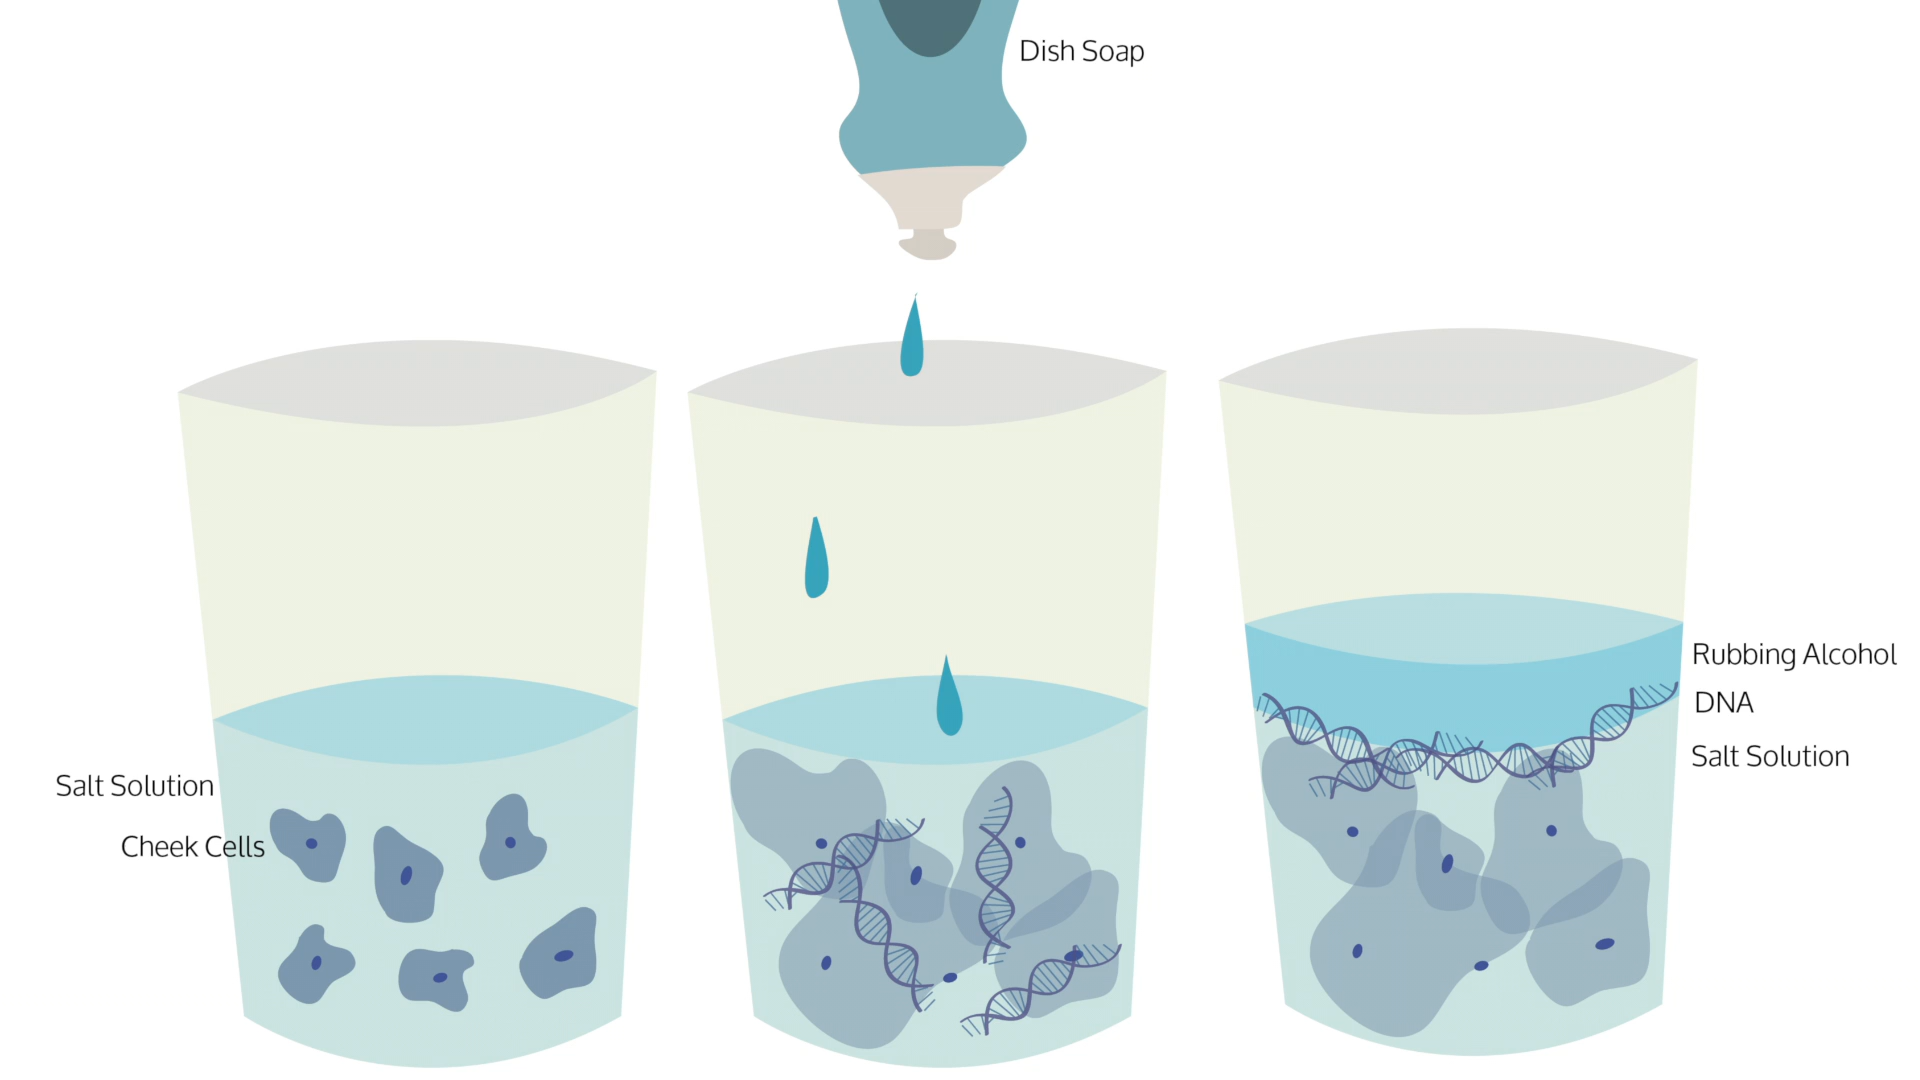 Dish Soap
Salt Solution
Cheek Cells
Rubbing Alcohol
DNA
Salt Solution